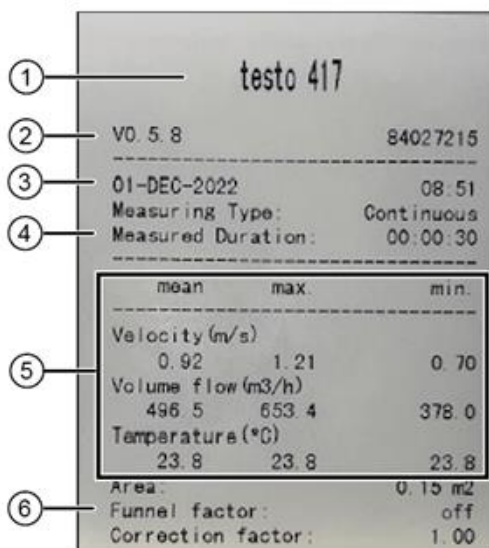 testo 417
V0.5.8 84027215
01-DEC-2022 08:51
Measuring Type: Continuous
Measured Duration: 00:00:30
mean max. min.
Velocity(m/s)
0.92 1.21 0.70
Volume flow(m3/h)
496.5 653.4 378.0
Temperature(°C)
23.8 23.8 23.8
Area: 0.15 m2
Funnel factor: off
Correction factor: 1.00
1
2
3
4
5
6